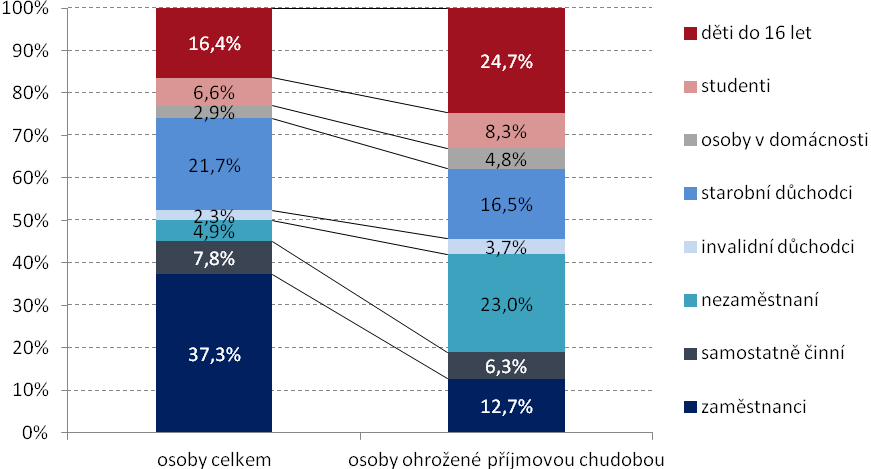 100%
90%
80%
70%
60%
50%
40%
30%
20%
10%
0%
16,4%
6,6%
2,9%
21,7%
2,3%
4,9%
7,8%
37,3%
24,7%
8,3%
4,8%
16,5%
3,7%
23,0%
6,3%
12,7%
osoby celkem
osoby ohrožené příjmovou chudobou
děti do 16 let
studenti
osoby v domácnosti
starobní důchodci
invalidní důchodci
nezaměstnaní
samostatně činní
zaměstnanci